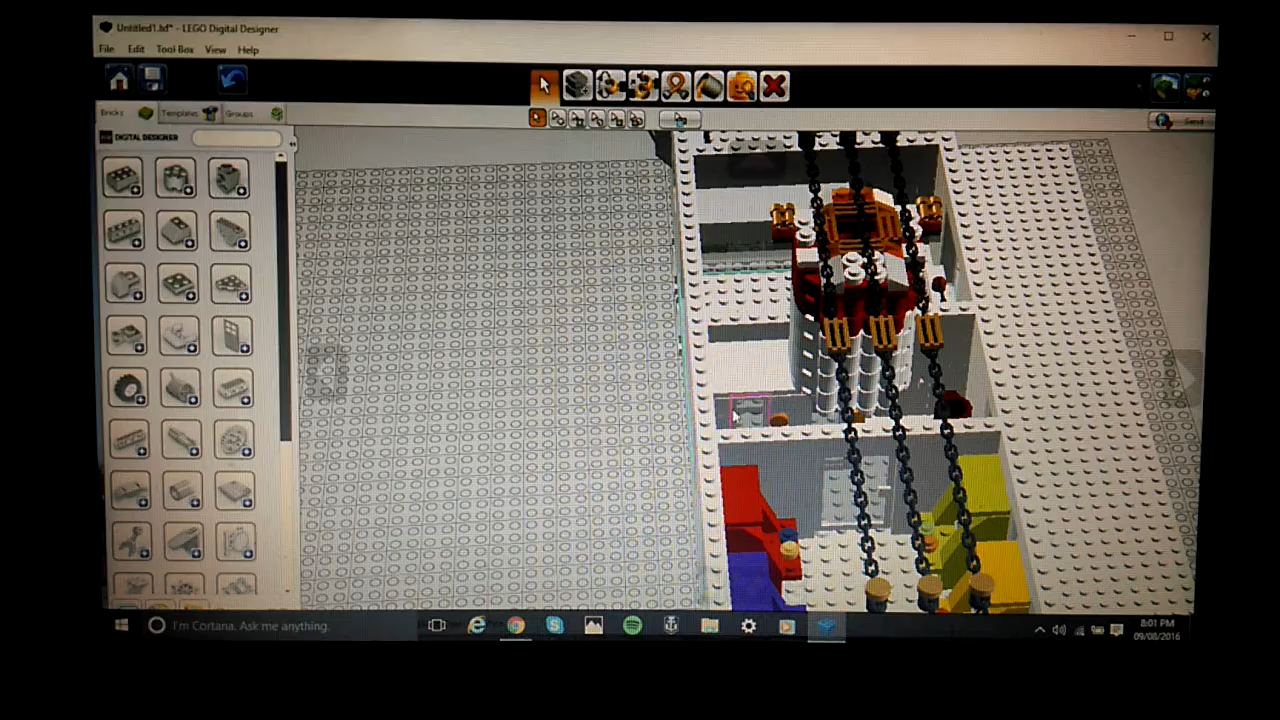 Untitled1.lxf* - LEGO Digital Designer
File Edit Tool Box View Help
Bricks Templates Groups
DIGITAL DESIGNER
Send
I'm Cortana. Ask me anything.
8:01 PM
09/08/2016